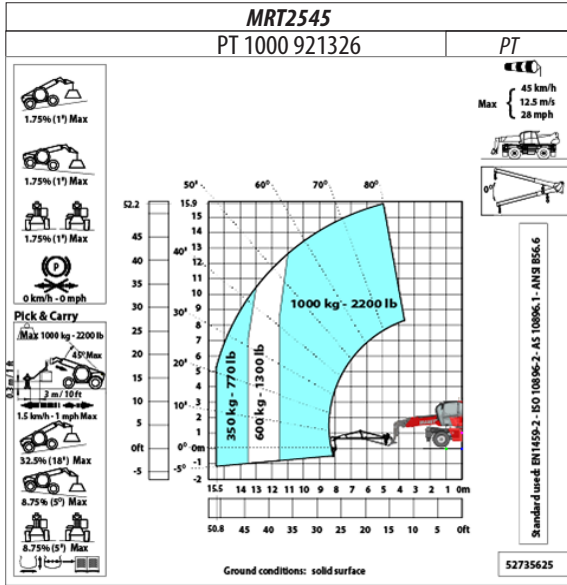 MRT2545
PT 1000 921326
PT
1.75% (1°) Max
1.75% (1°) Max
1.75% (1°) Max
P
0 km/h - 0 mph
Pick & Carry
Max 1000 kg - 2200 lb
45° Max
0.3 m / 1 ft
3 m / 10 ft
1.5 km/h - 1 mph Max
32.5% (18°) Max
8.75% (5°) Max
8.75% (5°) Max
Max
45 km/h
12.5 m/s
28 mph
0°
50° 60° 70° 80°
40°
30°
20°
10°
0°
-5°
52.2
45
40
35
30
25
20
15
10
5
0ft
-5
15.9
15
14
13
12
11
10
9
8
7
6
5
4
3
2
1
0m
-1
-2
1000 kg - 2200 lb
600 kg - 1300 lb
350 kg - 770 lb
15.5 14 13 12 11 10 9 8 7 6 5 4 3 2 1 0m
50.8 45 40 35 30 25 20 15 10 5 0ft
Ground conditions: solid surface
Standard used: EN1459-2 - ISO 10896-2 - AS 10896.1 - ANSI B56.6
52735625